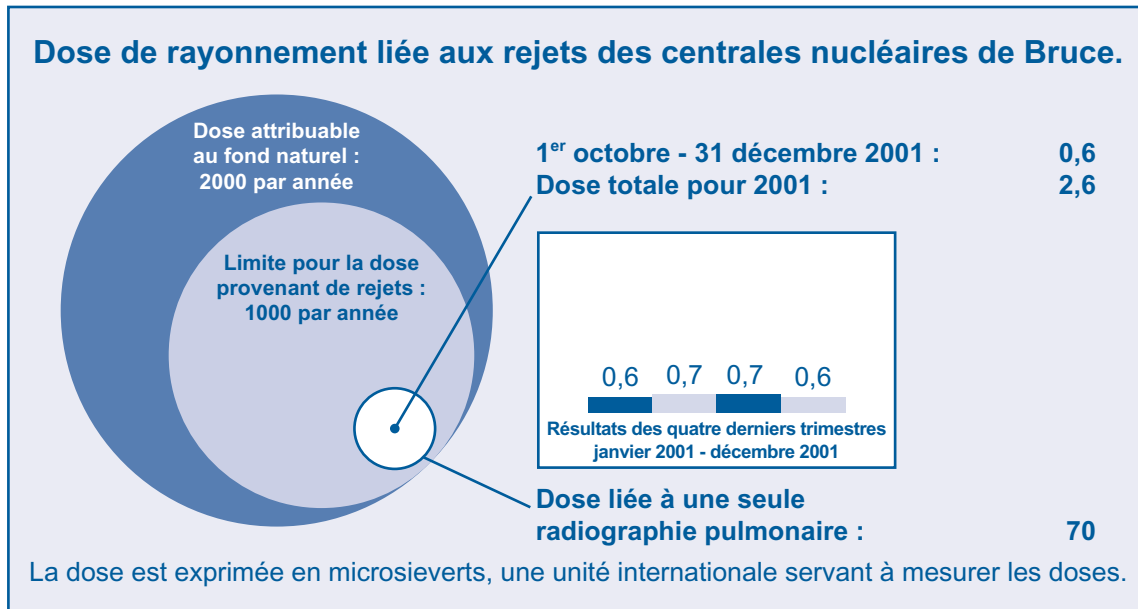 Dose de rayonnement liée aux rejets des centrales nucléaires de Bruce.
Dose attribuable
au fond naturel :
2000 par année
Limite pour la dose
provenant de rejets :
1000 par année
1er octobre - 31 décembre 2001 : 0,6
Dose totale pour 2001 : 2,6
0,6 0,7 0,7 0,6
Résultats des quatre derniers trimestres
janvier 2001 - décembre 2001
Dose liée à une seule
radiographie pulmonaire : 70
La dose est exprimée en microsieverts, une unité internationale servant à mesurer les doses.